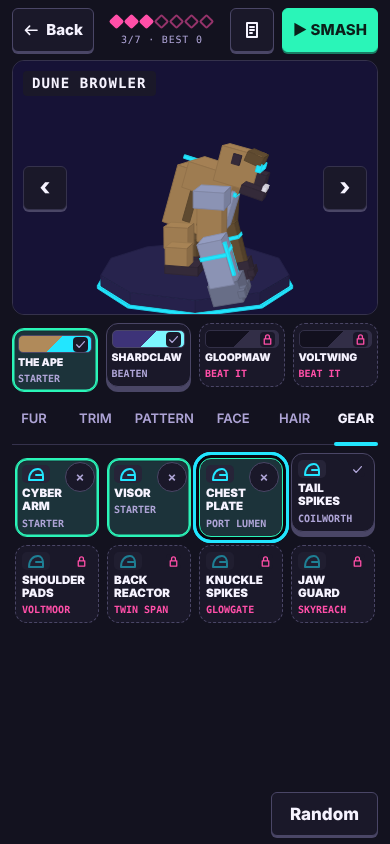 ← Back
3/7 · BEST 0
▶ SMASH
DUNE BROWLER
THE APE
STARTER
SHARDCLAW
BEATEN
GLOOPMAW
BEAT IT
VOLTWING
BEAT IT
FUR
TRIM
PATTERN
FACE
HAIR
GEAR
CYBER
ARM
STARTER
VISOR
STARTER
CHEST
PLATE
PORT LUMEN
TAIL
SPIKES
COILWORTH
SHOULDER
PADS
VOLTMOOR
BACK
REACTOR
TWIN SPAN
KNUCKLE
SPIKES
GLOWGATE
JAW
GUARD
SKYREACH
Random